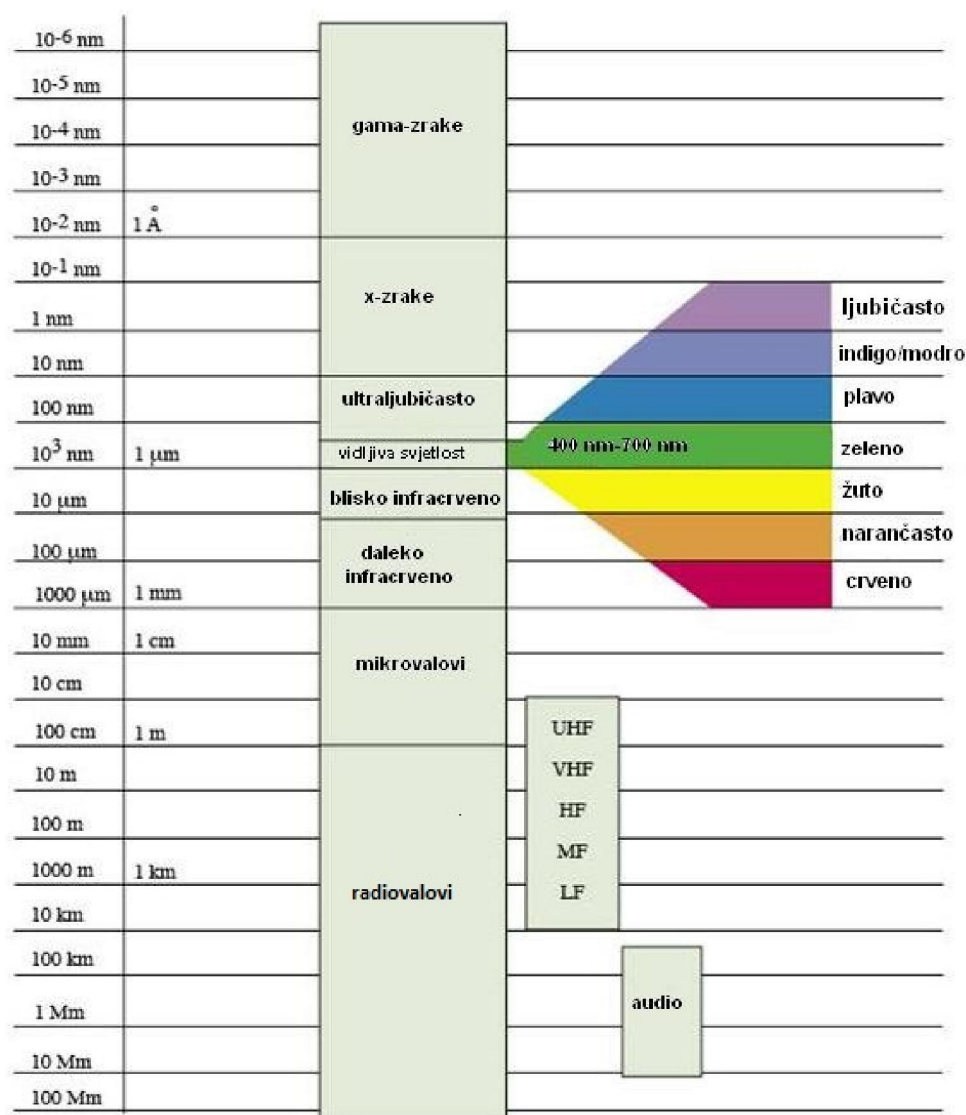 10-6 nm
10-5 nm
10-4 nm
10-3 nm
10-2 nm 1 Å
10-1 nm
1 nm
10 nm
100 nm
10³ nm 1 µm
10 µm
100 µm
1000 µm 1 mm
10 mm 1 cm
10 cm
100 cm 1 m
10 m
100 m
1000 m 1 km
10 km
100 km
1 Mm
10 Mm
100 Mm
gama-zrake
x-zrake
ultraljubičasto
vidljiva svjetlost
blisko infracrveno
daleko
infracrveno
mikrovalovi
radiovalovi
400 nm-700 nm
ljubičasto
indigo/modro
plavo
zeleno
žuto
narančasto
crveno
UHF
VHF
HF
MF
LF
audio